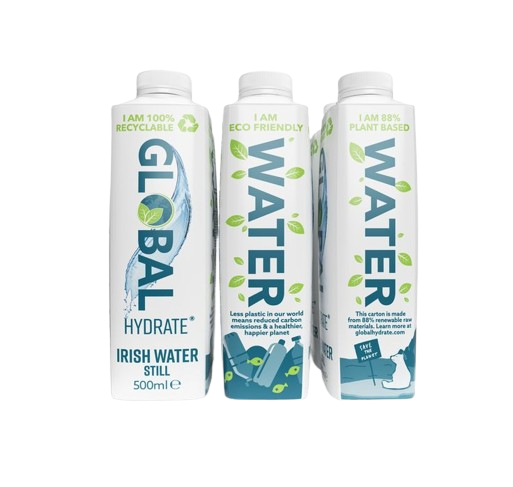 I AM 100%
RECYCLABLE
GLOBAL
HYDRATE®
IRISH WATER
STILL
500ml ℮
I AM
ECO FRIENDLY
WATER
Less plastic in our world
means reduced carbon
emissions & a healthier,
happier planet
I AM 88%
PLANT BASED
WATER
This carton is made
from 88% renewable raw
materials. Learn more at
globalhydrate.com
SAVE
THE
PLANET